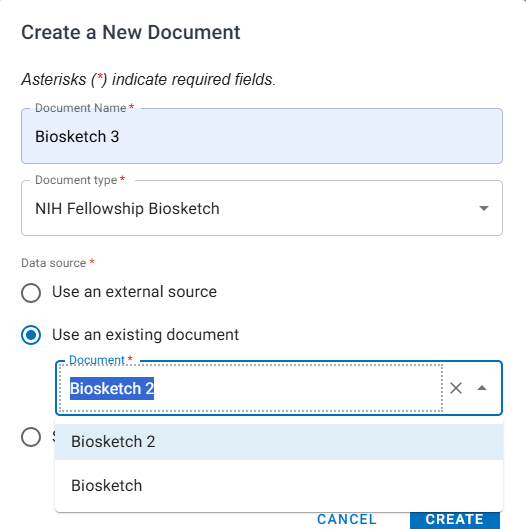 Create a New Document
Asterisks (*) indicate required fields.
Document Name *
Biosketch 3
Document type *
NIH Fellowship Biosketch
Data source *
Use an external source
Use an existing document
Document *
Biosketch 2
Biosketch 2
Biosketch
CANCEL
CREATE